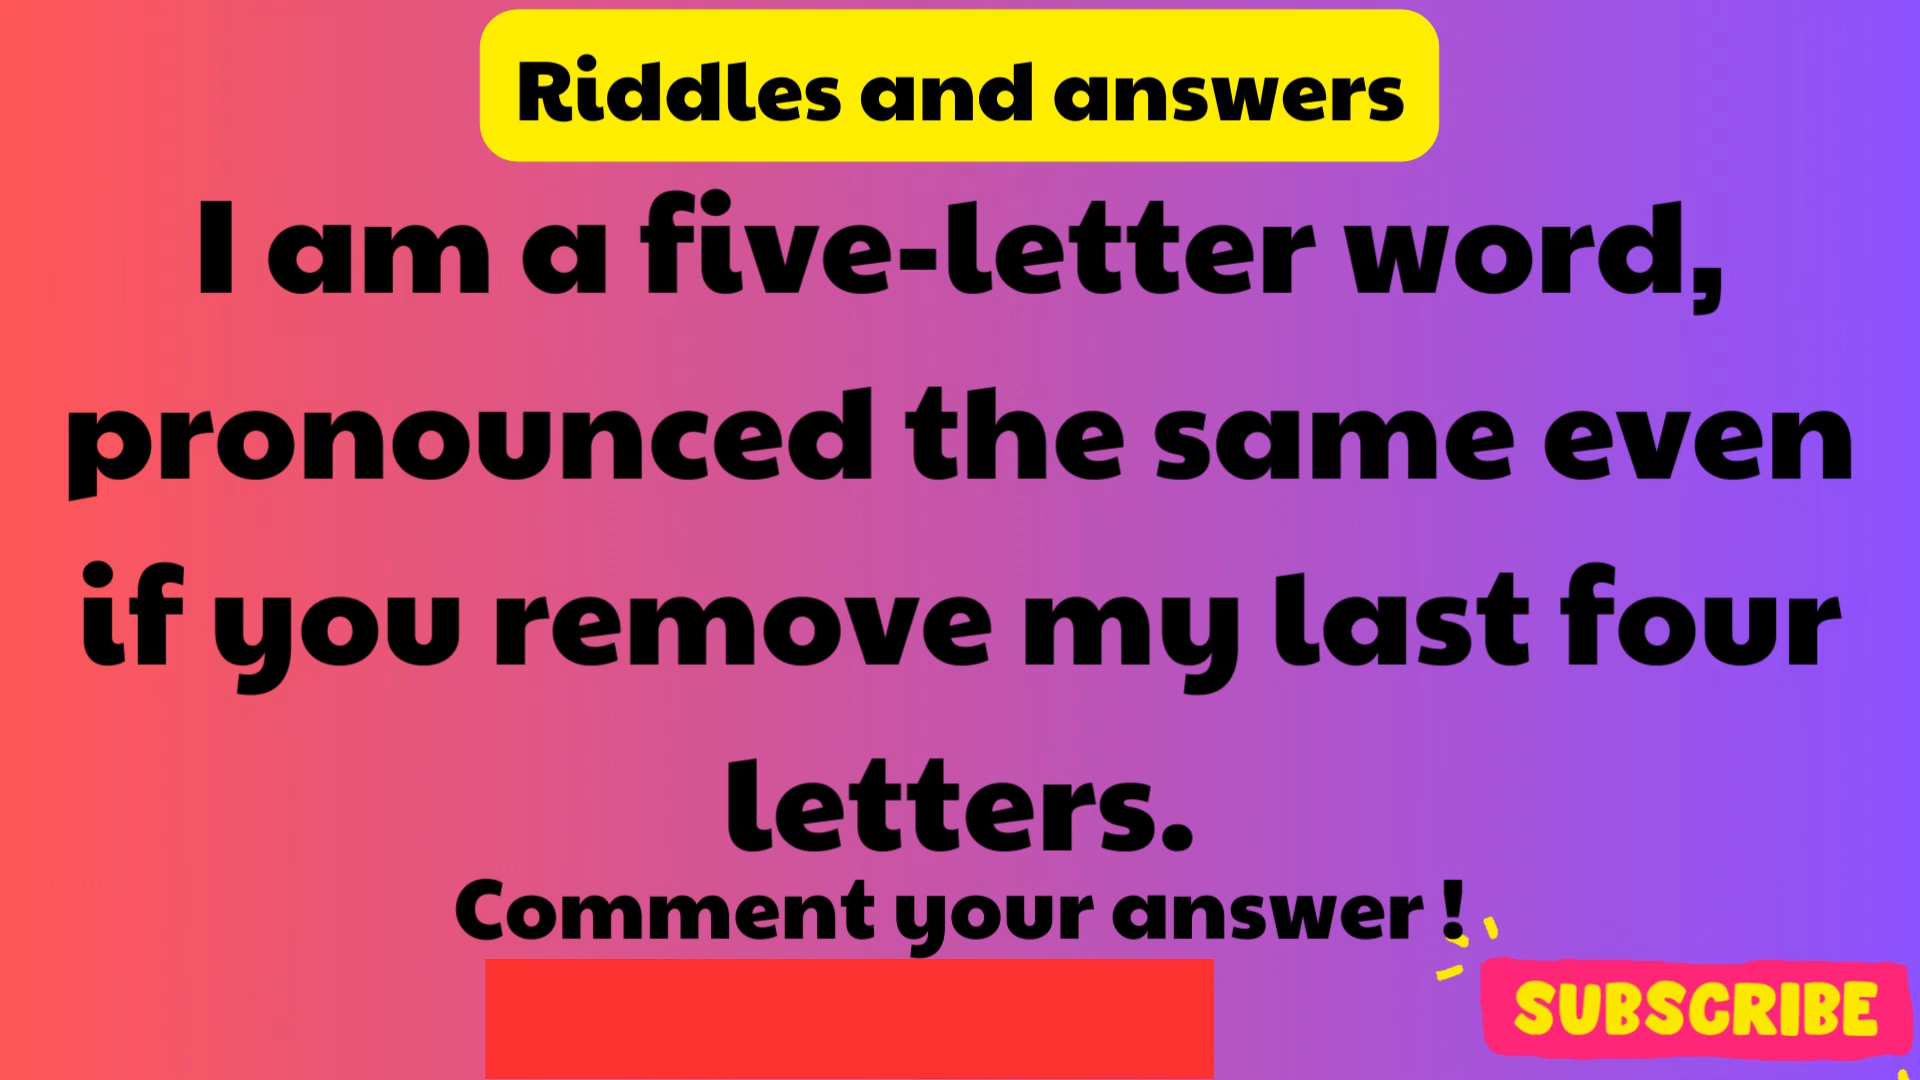 Riddles and answers
I am a five-letter word,
pronounced the same even
if you remove my last four
letters.
Comment your answer !
SUBSCRIBE